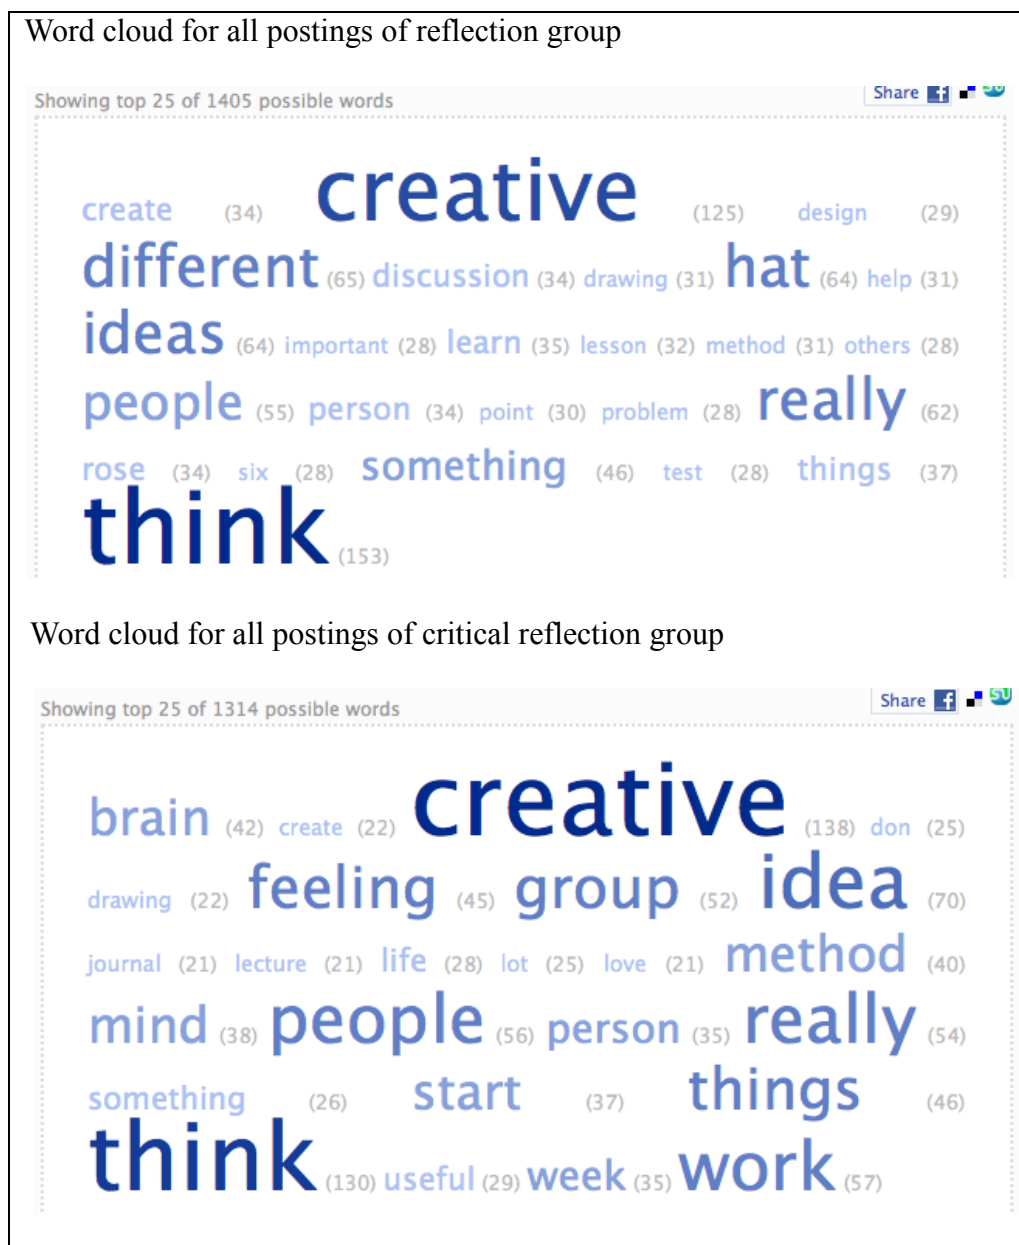 Word cloud for all postings of reflection group
Showing top 25 of 1405 possible words
Share
create (34) creative (125) design (29)
different (65) discussion (34) drawing (31) hat (64) help (31)
ideas (64) important (28) learn (35) lesson (32) method (31) others (28)
people (55) person (34) point (30) problem (28) really (62)
rose (34) six (28) something (46) test (28) things (37)
think (153)
Word cloud for all postings of critical reflection group
Showing top 25 of 1314 possible words
Share
brain (42) create (22) creative (138) don (25)
drawing (22) feeling (45) group (52) idea (70)
journal (21) lecture (21) life (28) lot (25) love (21) method (40)
mind (38) people (56) person (35) really (54)
something (26) start (37) things (46)
think (130) useful (29) week (35) work (57)